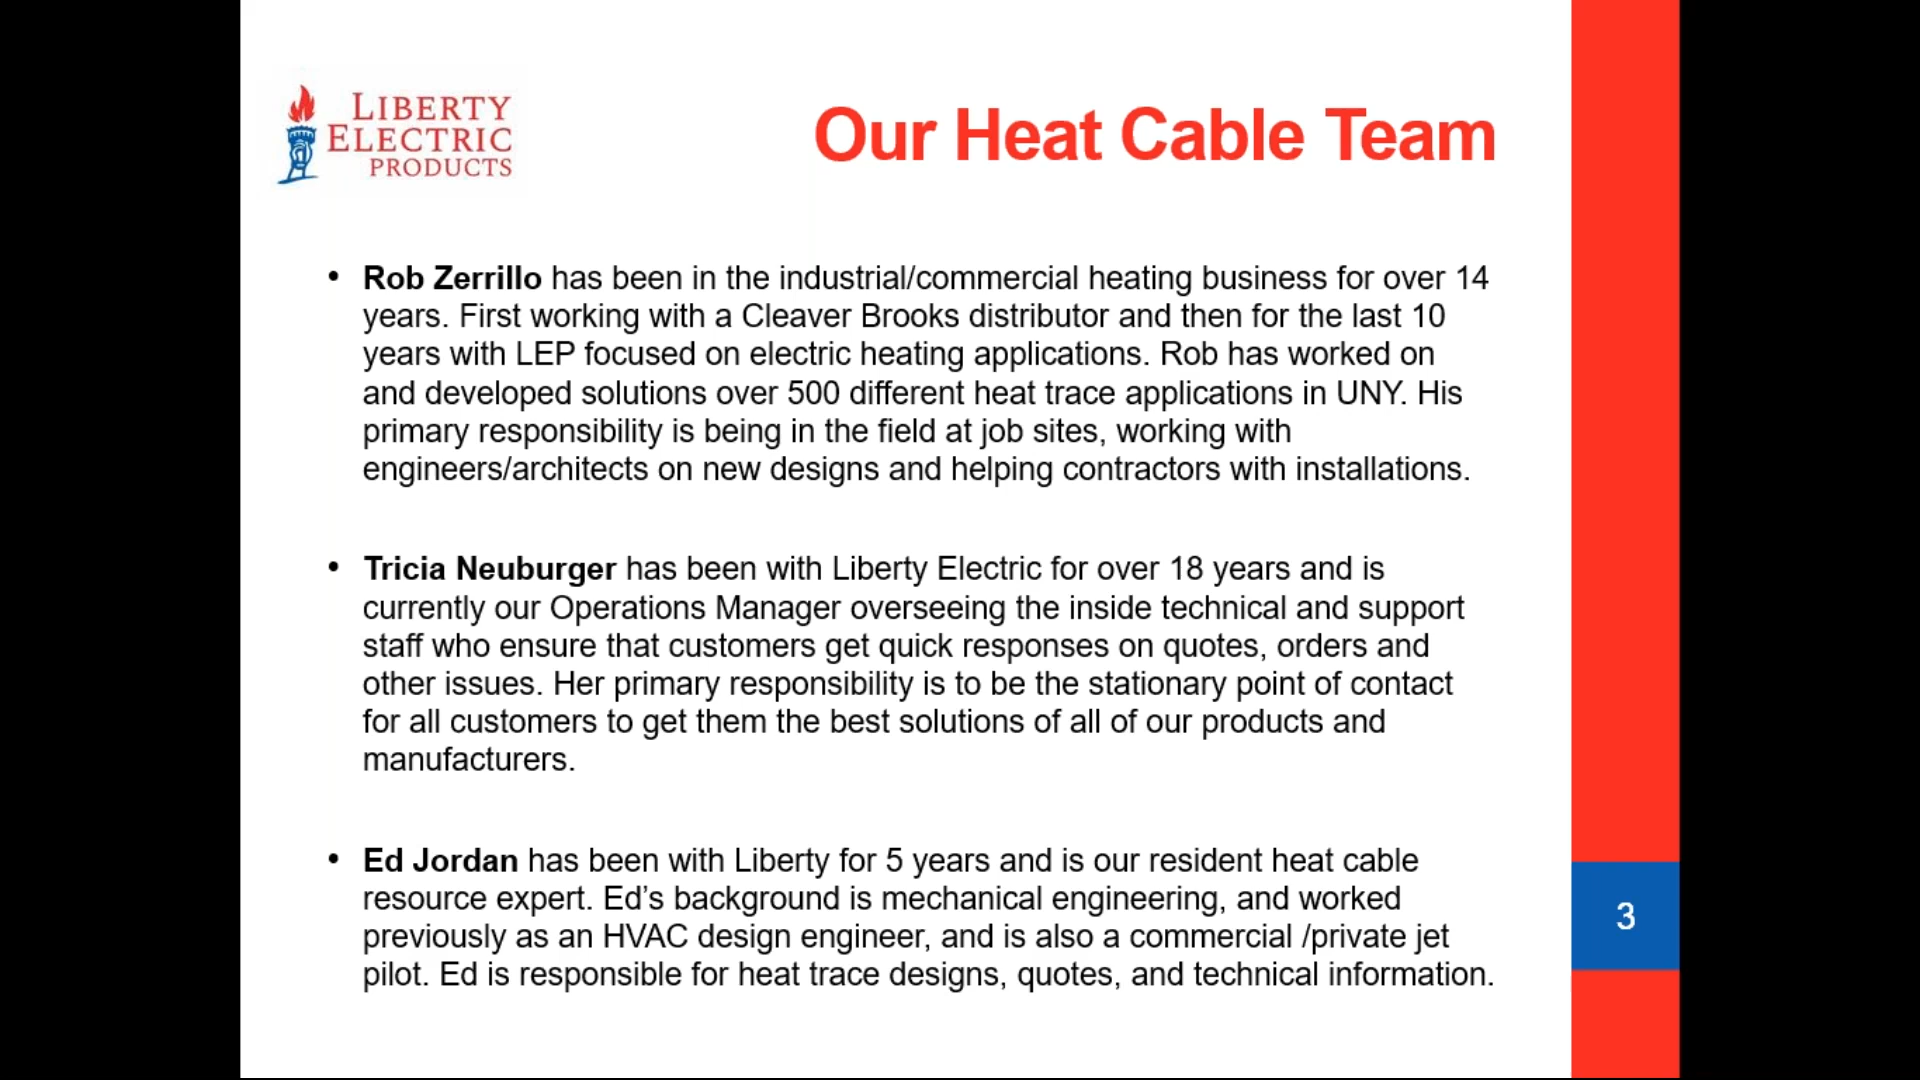 LIBERTY
ELECTRIC
PRODUCTS
Our Heat Cable Team
• Rob Zerrillo has been in the industrial/commercial heating business for over 14
years. First working with a Cleaver Brooks distributor and then for the last 10
years with LEP focused on electric heating applications. Rob has worked on
and developed solutions over 500 different heat trace applications in UNY. His
primary responsibility is being in the field at job sites, working with
engineers/architects on new designs and helping contractors with installations.
• Tricia Neuburger has been with Liberty Electric for over 18 years and is
currently our Operations Manager overseeing the inside technical and support
staff who ensure that customers get quick responses on quotes, orders and
other issues. Her primary responsibility is to be the stationary point of contact
for all customers to get them the best solutions of all of our products and
manufacturers.
• Ed Jordan has been with Liberty for 5 years and is our resident heat cable
resource expert. Ed’s background is mechanical engineering, and worked
previously as an HVAC design engineer, and is also a commercial /private jet
pilot. Ed is responsible for heat trace designs, quotes, and technical information.
3